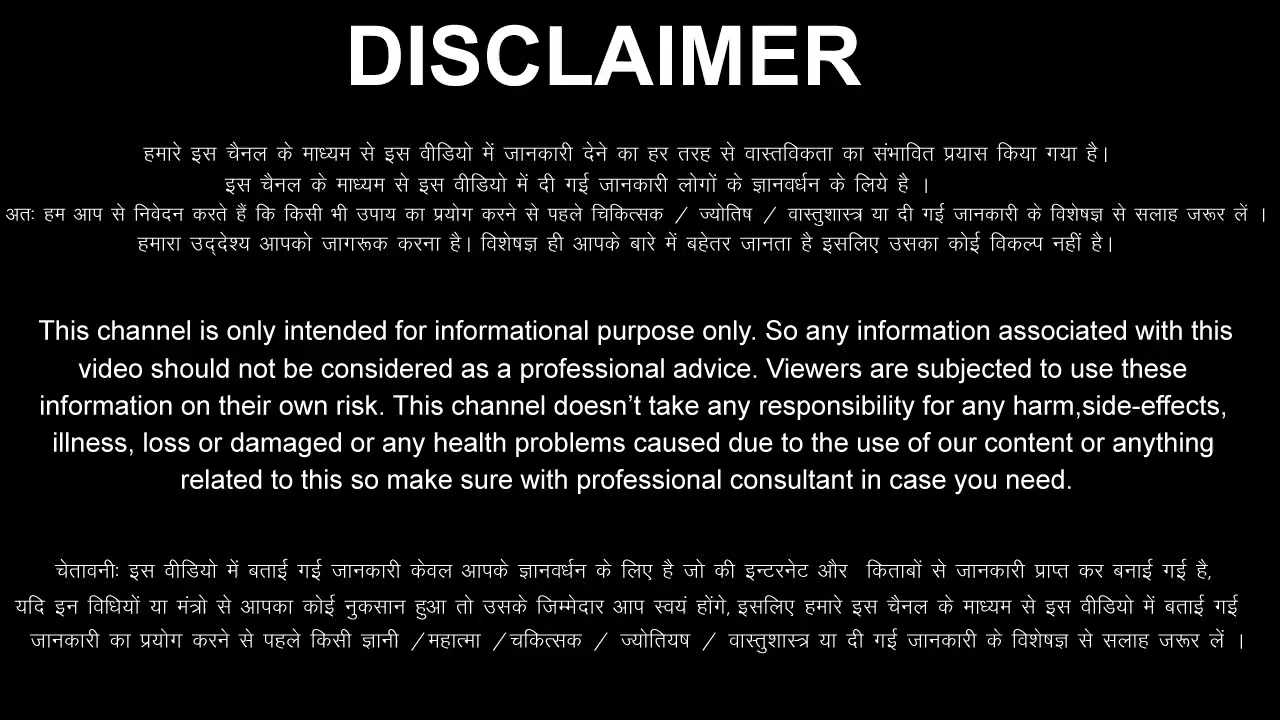 DISCLAIMER
हमारे इस चैनल के माध्यम से इस वीडियो में जानकारी देने का हर तरह से वास्तविकता का संभावित प्रयास किया गया है।
इस चैनल के माध्यम से इस वीडियो में दी गई जानकारी लोगों के ज्ञानवर्धन के लिये है ।
अतः हम आप से निवेदन करते हैं कि किसी भी उपाय का प्रयोग करने से पहले चिकित्सक / ज्योतिष / वास्तुशास्त्र या दी गई जानकारी के विशेषज्ञ से सलाह जरूर लें ।
हमारा उद्देश्य आपको जागरूक करना है। विशेषज्ञ ही आपके बारे में बहेतर जानता है इसलिए उसका कोई विकल्प नहीं है।
This channel is only intended for informational purpose only. So any information associated with this
video should not be considered as a professional advice. Viewers are subjected to use these
information on their own risk. This channel doesn’t take any responsibility for any harm,side-effects,
illness, loss or damaged or any health problems caused due to the use of our content or anything
related to this so make sure with professional consultant in case you need.
चेतावनीः इस वीडियो में बताई गई जानकारी केवल आपके ज्ञानवर्धन के लिए है जो की इन्टरनेट और किताबों से जानकारी प्राप्त कर बनाई गई है,
यदि इन विधियों या मंत्रो से आपका कोई नुकसान हुआ तो उसके जिम्मेदार आप स्वयं होंगे, इसलिए हमारे इस चैनल के माध्यम से इस वीडियो में बताई गई
जानकारी का प्रयोग करने से पहले किसी ज्ञानी /महात्मा /चकित्सक / ज्योतियष / वास्तुशास्त्र या दी गई जानकारी के विशेषज्ञ से सलाह जरूर लें ।